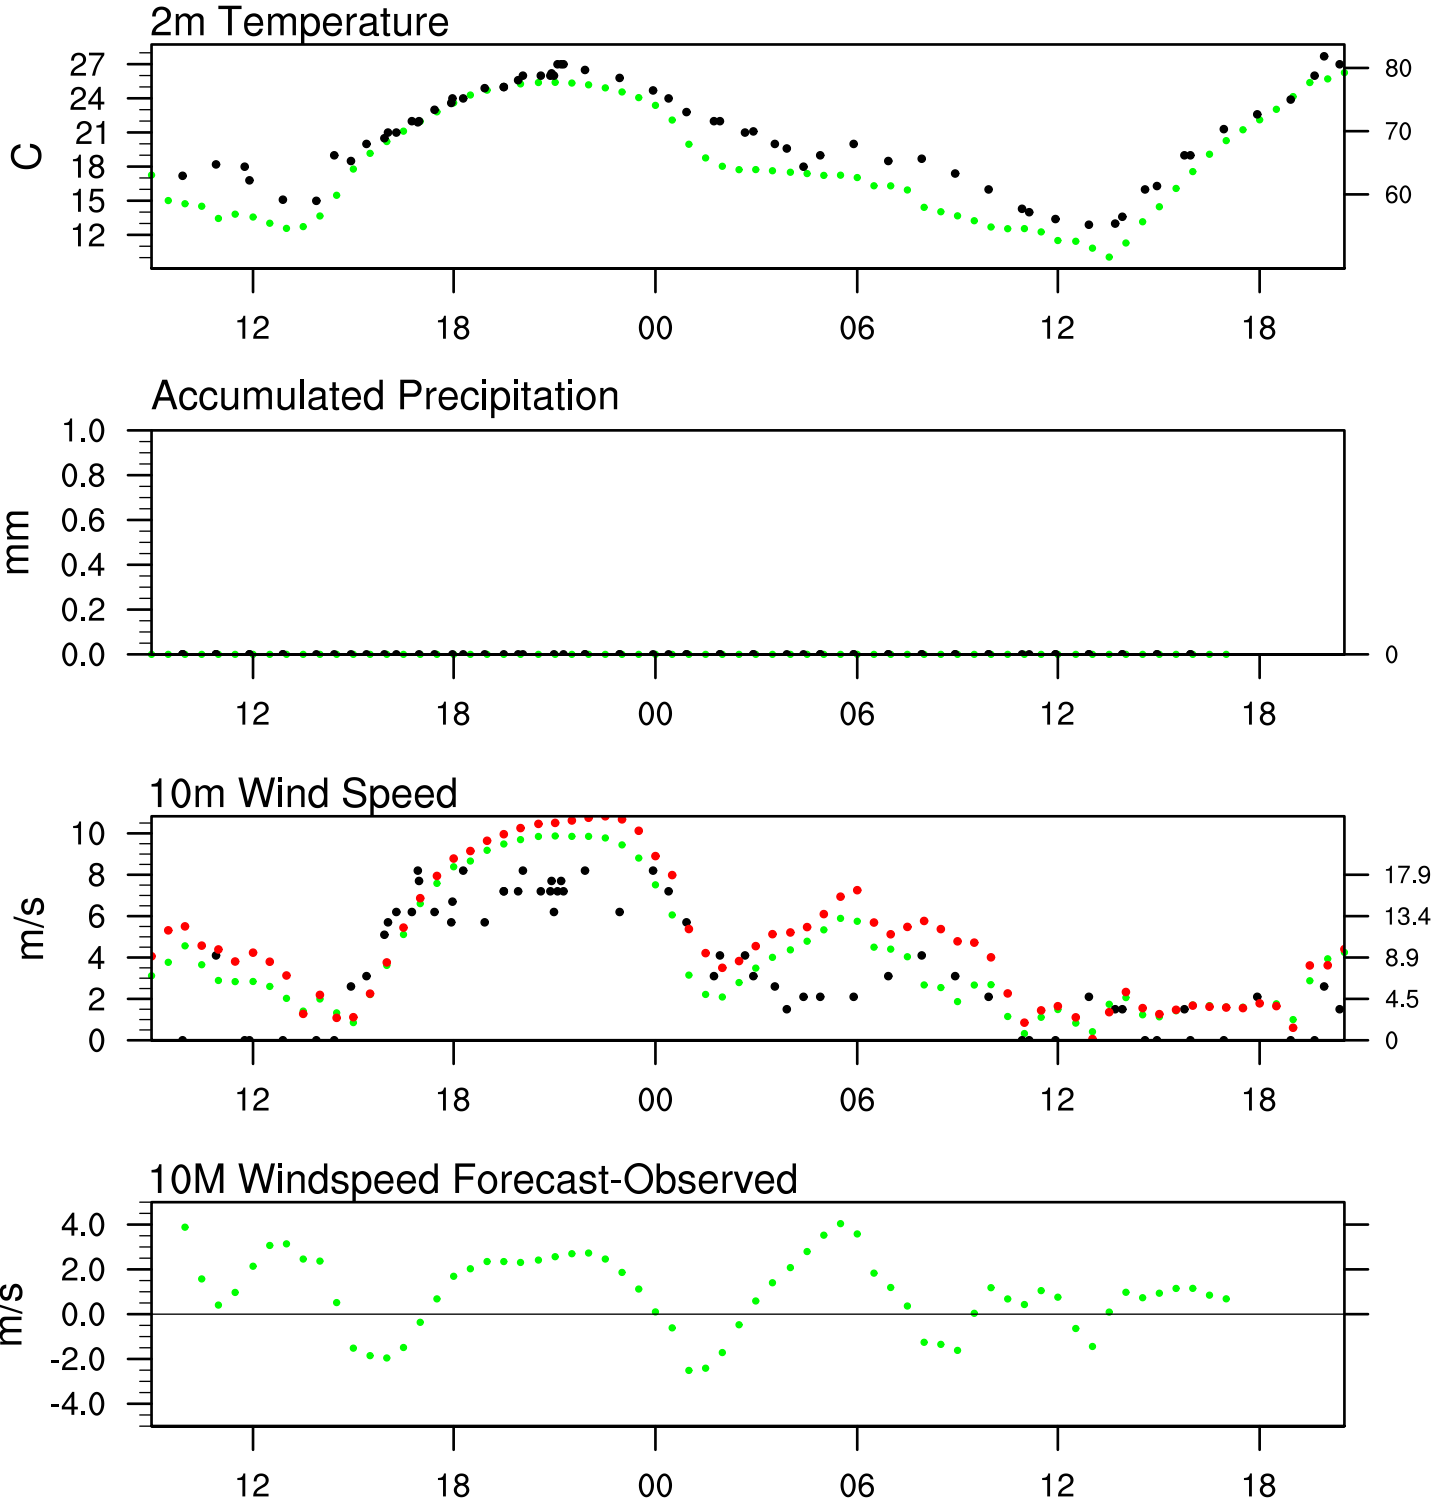 2m Temperature
27
24
21
18
15
12
C
80
70
60
12 18 00 06 12 18
Accumulated Precipitation
1.0
0.8
0.6
0.4
0.2
0.0
mm
0
12 18 00 06 12 18
10m Wind Speed
10
8
6
4
2
0
m/s
17.9
13.4
8.9
4.5
0
12 18 00 06 12 18
10M Windspeed Forecast-Observed
4.0
2.0
0.0
-2.0
-4.0
m/s
12 18 00 06 12 18